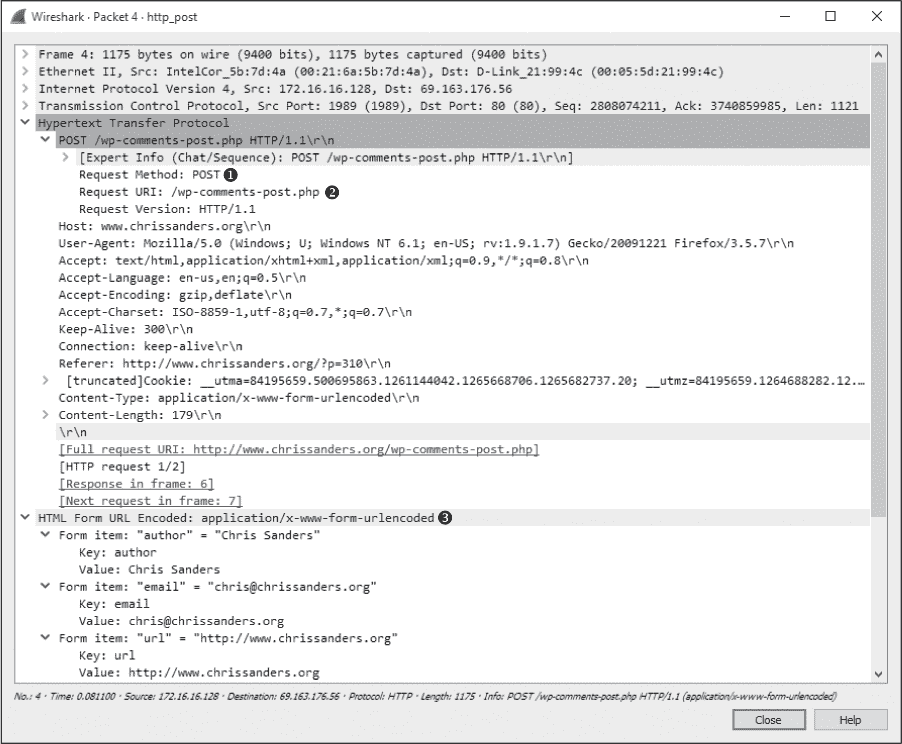 Wireshark · Packet 4 · http_post
Frame 4: 1175 bytes on wire (9400 bits), 1175 bytes captured (9400 bits)
Ethernet II, Src: IntelCor_5b:7d:4a (00:21:6a:5b:7d:4a), Dst: D-Link_21:99:4c (00:05:5d:21:99:4c)
Internet Protocol Version 4, Src: 172.16.16.128, Dst: 69.163.176.56
Transmission Control Protocol, Src Port: 1989 (1989), Dst Port: 80 (80), Seq: 2808074211, Ack: 3740859985, Len: 1121
Hypertext Transfer Protocol
POST /wp-comments-post.php HTTP/1.1\r\n
[Expert Info (Chat/Sequence): POST /wp-comments-post.php HTTP/1.1\r\n]
Request Method: POST ❶
Request URI: /wp-comments-post.php ❷
Request Version: HTTP/1.1
Host: www.chrissanders.org\r\n
User-Agent: Mozilla/5.0 (Windows; U; Windows NT 6.1; en-US; rv:1.9.1.7) Gecko/20091221 Firefox/3.5.7\r\n
Accept: text/html,application/xhtml+xml,application/xml;q=0.9,*/*;q=0.8\r\n
Accept-Language: en-us,en;q=0.5\r\n
Accept-Encoding: gzip,deflate\r\n
Accept-Charset: ISO-8859-1,utf-8;q=0.7,*;q=0.7\r\n
Keep-Alive: 300\r\n
Connection: keep-alive\r\n
Referer: http://www.chrissanders.org/?p=310\r\n
[truncated]Cookie: __utma=84195659.500695863.1261144042.1265668706.1265682737.20; __utmz=84195659.1264688282.12.…
Content-Type: application/x-www-form-urlencoded\r\n
Content-Length: 179\r\n
\r\n
[Full request URI: http://www.chrissanders.org/wp-comments-post.php]
[HTTP request 1/2]
[Response in frame: 6]
[Next request in frame: 7]
HTML Form URL Encoded: application/x-www-form-urlencoded ❸
Form item: "author" = "Chris Sanders"
Key: author
Value: Chris Sanders
Form item: "email" = "chris@chrissanders.org"
Key: email
Value: chris@chrissanders.org
Form item: "url" = "http://www.chrissanders.org"
Key: url
Value: http://www.chrissanders.org
No.: 4 · Time: 0.081100 · Source: 172.16.16.128 · Destination: 69.163.176.56 · Protocol: HTTP · Length: 1175 · Info: POST /wp-comments-post.php HTTP/1.1 (application/x-www-form-urlencoded)
Close Help